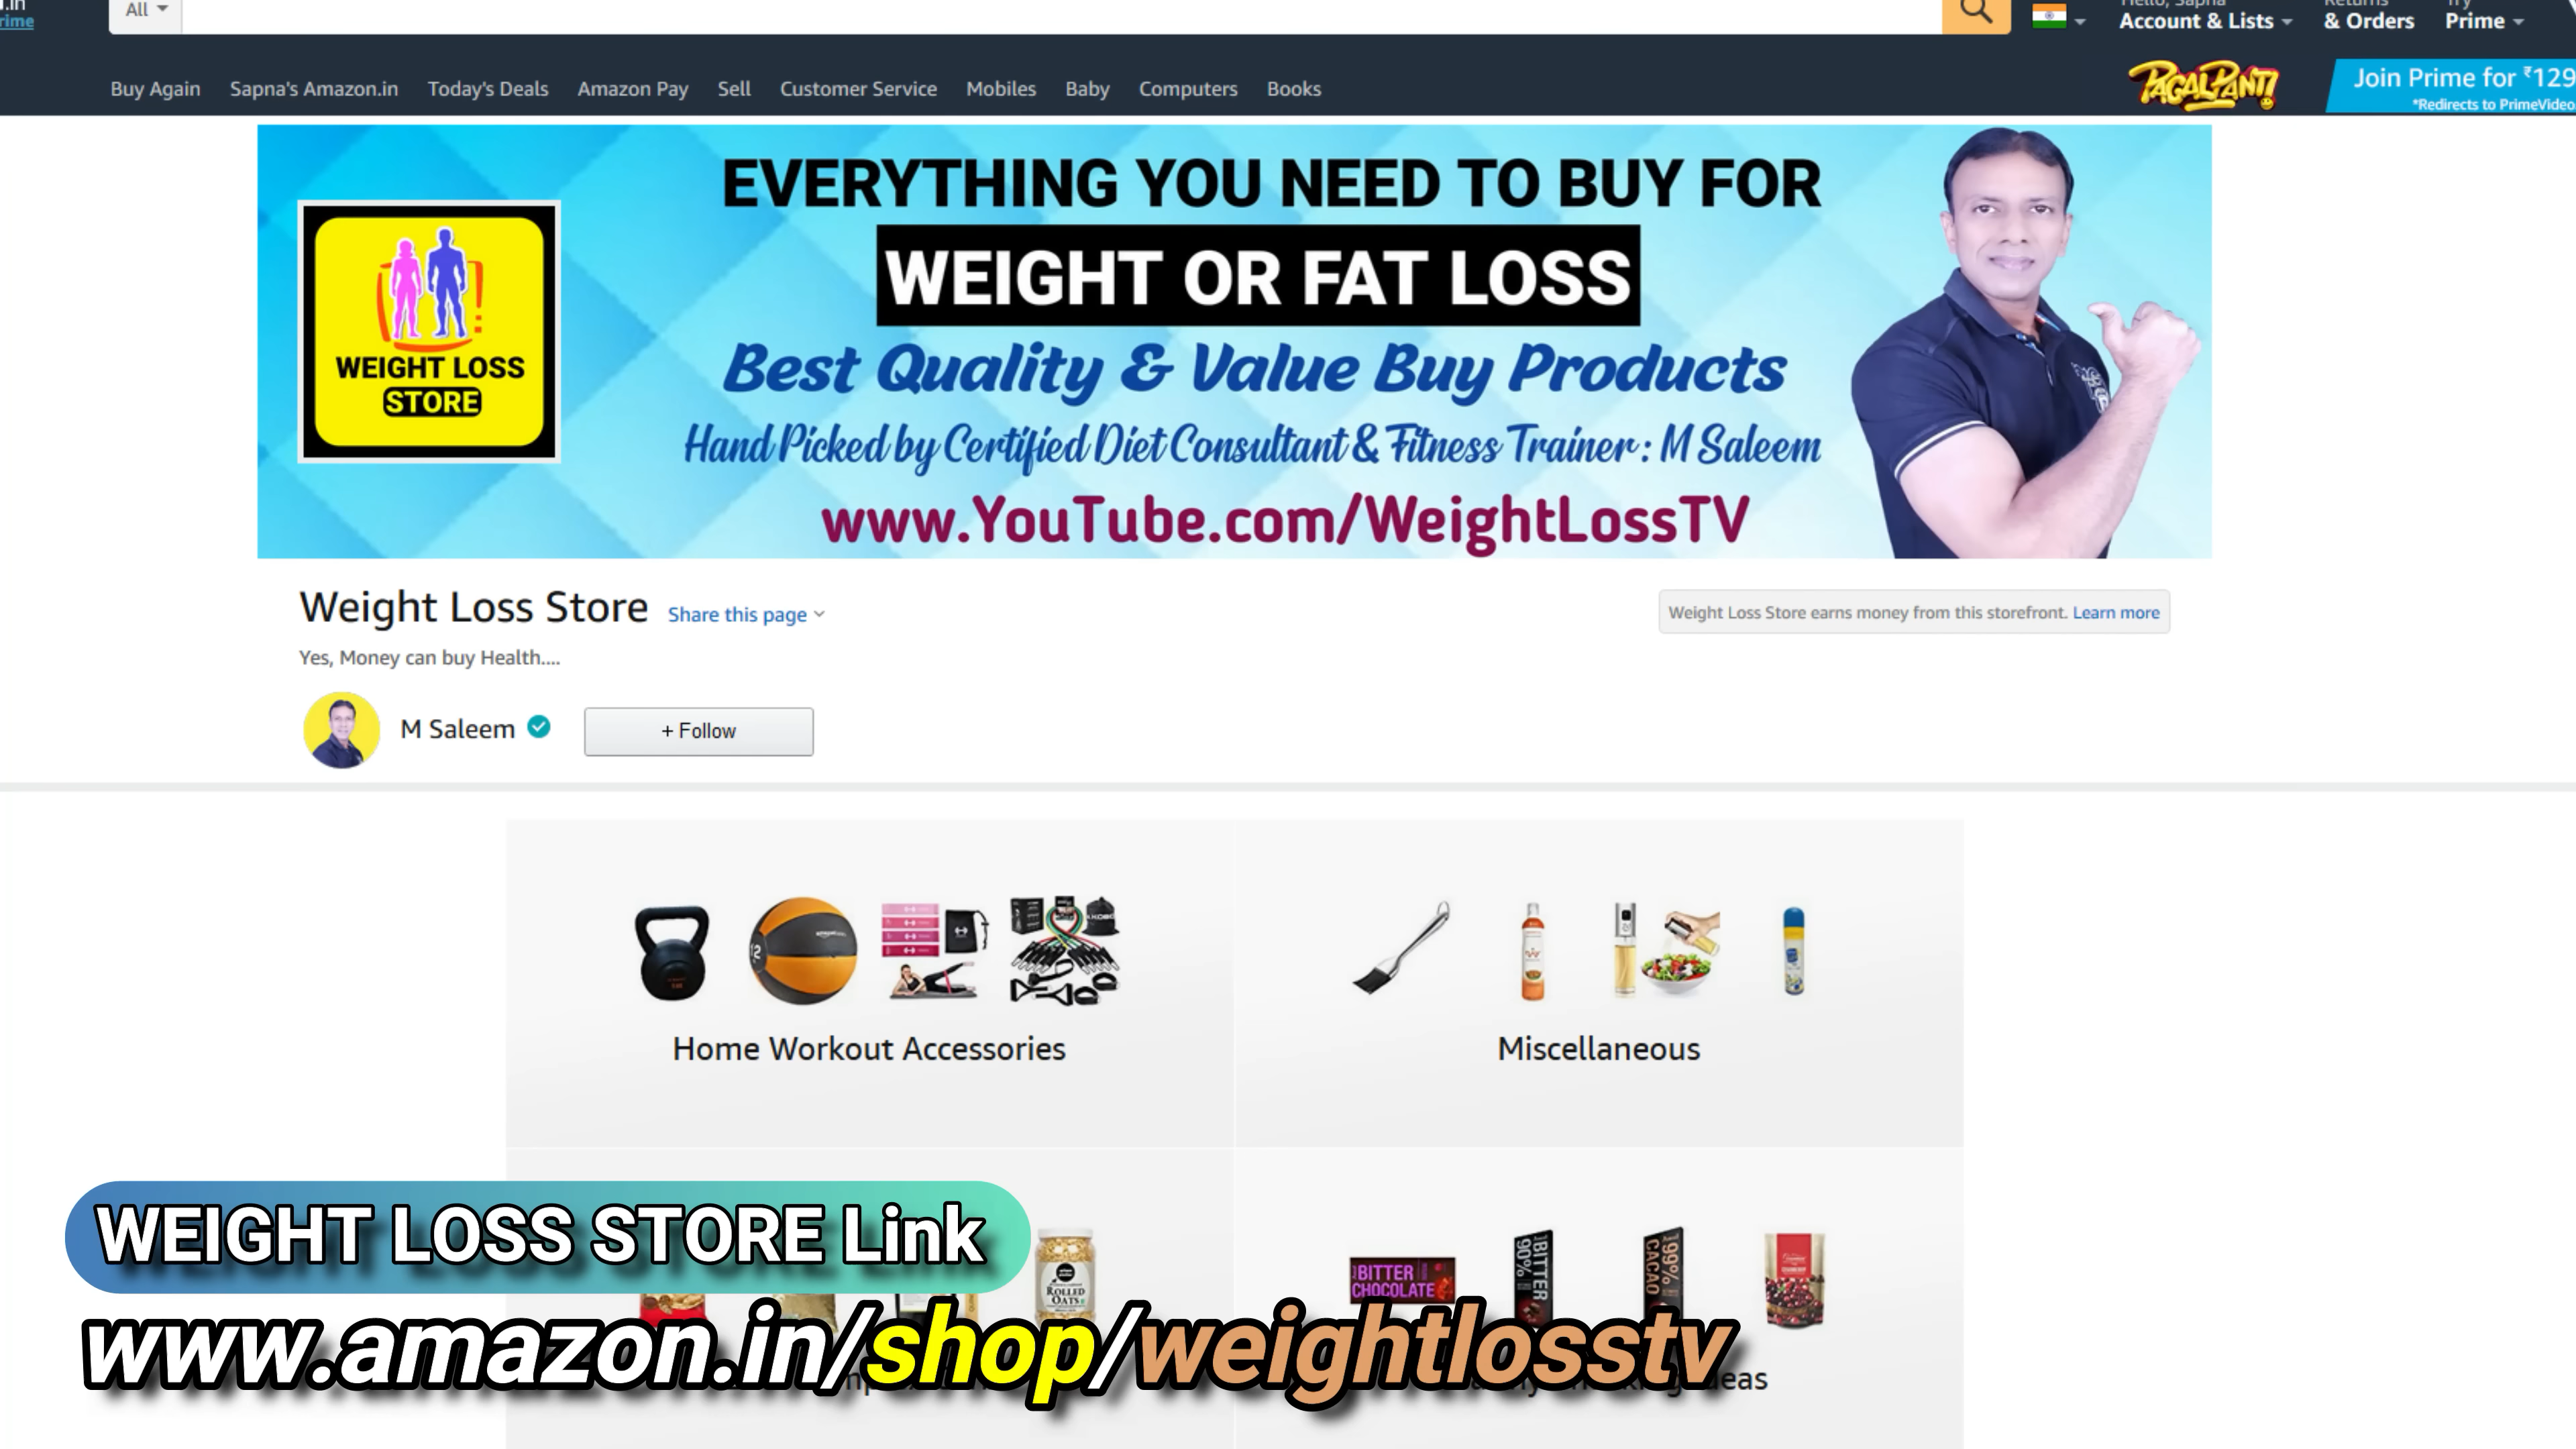 All
Account & Lists
& Orders
Prime
Buy Again Sapna's Amazon.in Today's Deals Amazon Pay Sell Customer Service Mobiles Baby Computers Books
PAGALPANTI
Join Prime for ₹129
*Redirects to PrimeVideo
EVERYTHING YOU NEED TO BUY FOR
WEIGHT OR FAT LOSS
Best Quality & Value Buy Products
Hand Picked by Certified Diet Consultant & Fitness Trainer : M Saleem
www.YouTube.com/WeightLossTV
WEIGHT LOSS
STORE
Weight Loss Store Share this page
Weight Loss Store earns money from this storefront. Learn more
Yes, Money can buy Health....
M Saleem
+ Follow
Home Workout Accessories
Miscellaneous
ROLLED
OATS
BITTER
CHOCOLATE
90%
BITTER
99%
CACAO
WEIGHT LOSS STORE Link
www.amazon.in/shop/weightlosstv